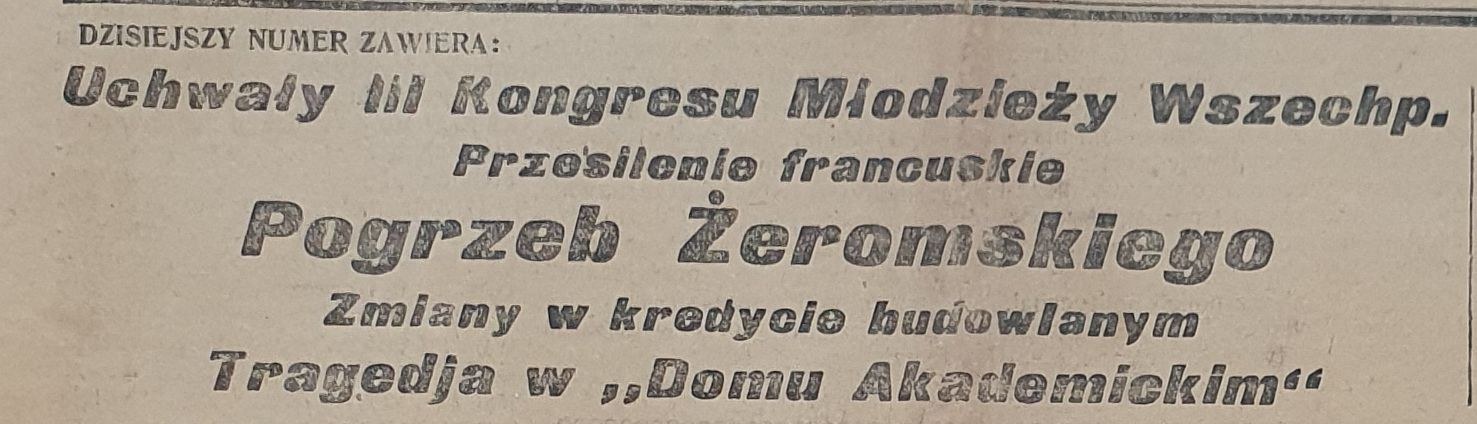 DZISIEJSZY NUMER ZAWIERA:
Uchwały III Kongresu Młodzieży Wszechp.
Przesilenie francuskie
Pogrzeb Żeromskiego
Zmiany w kredycie budowlanym
Tragedja w „Domu Akademickim“